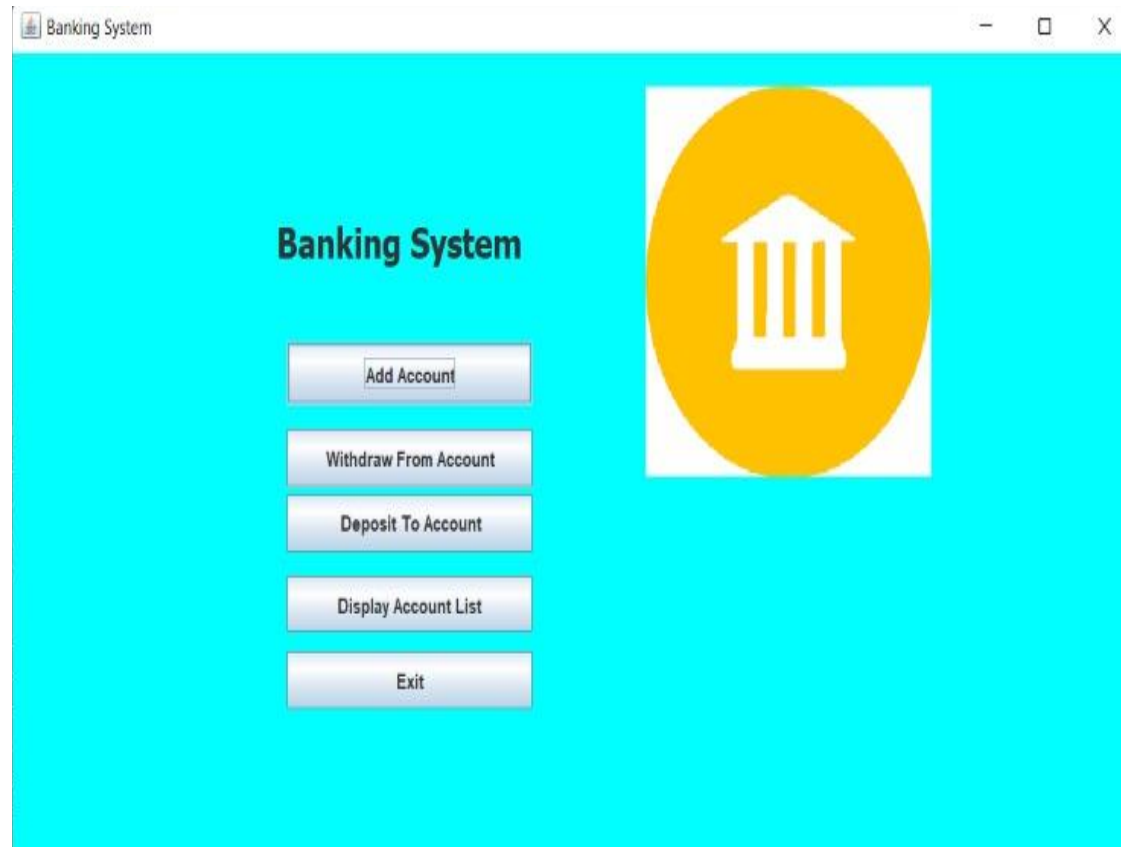 Banking System
Banking System
Add Account
Withdraw From Account
Deposit To Account
Display Account List
Exit